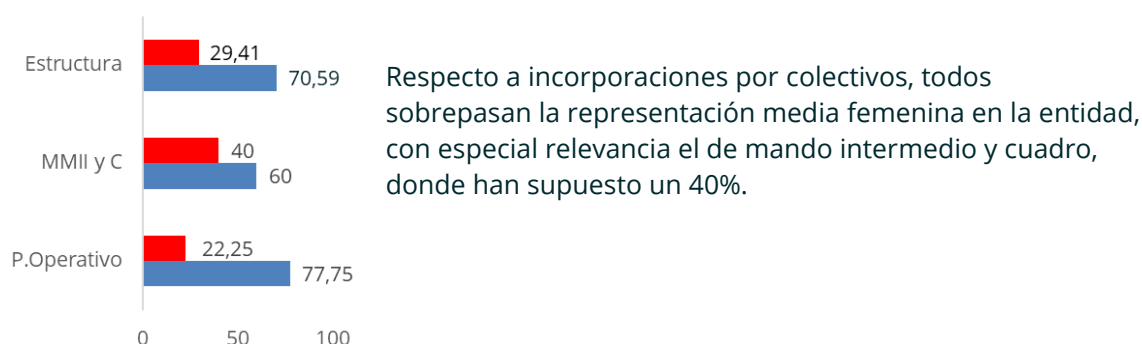 Estructura
29,41
70,59
MMII y C
40
60
P.Operativo
22,25
77,75
0 50 100
Respecto a incorporaciones por colectivos, todos
sobrepasan la representación media femenina en la entidad,
con especial relevancia el de mando intermedio y cuadro,
donde han supuesto un 40%.